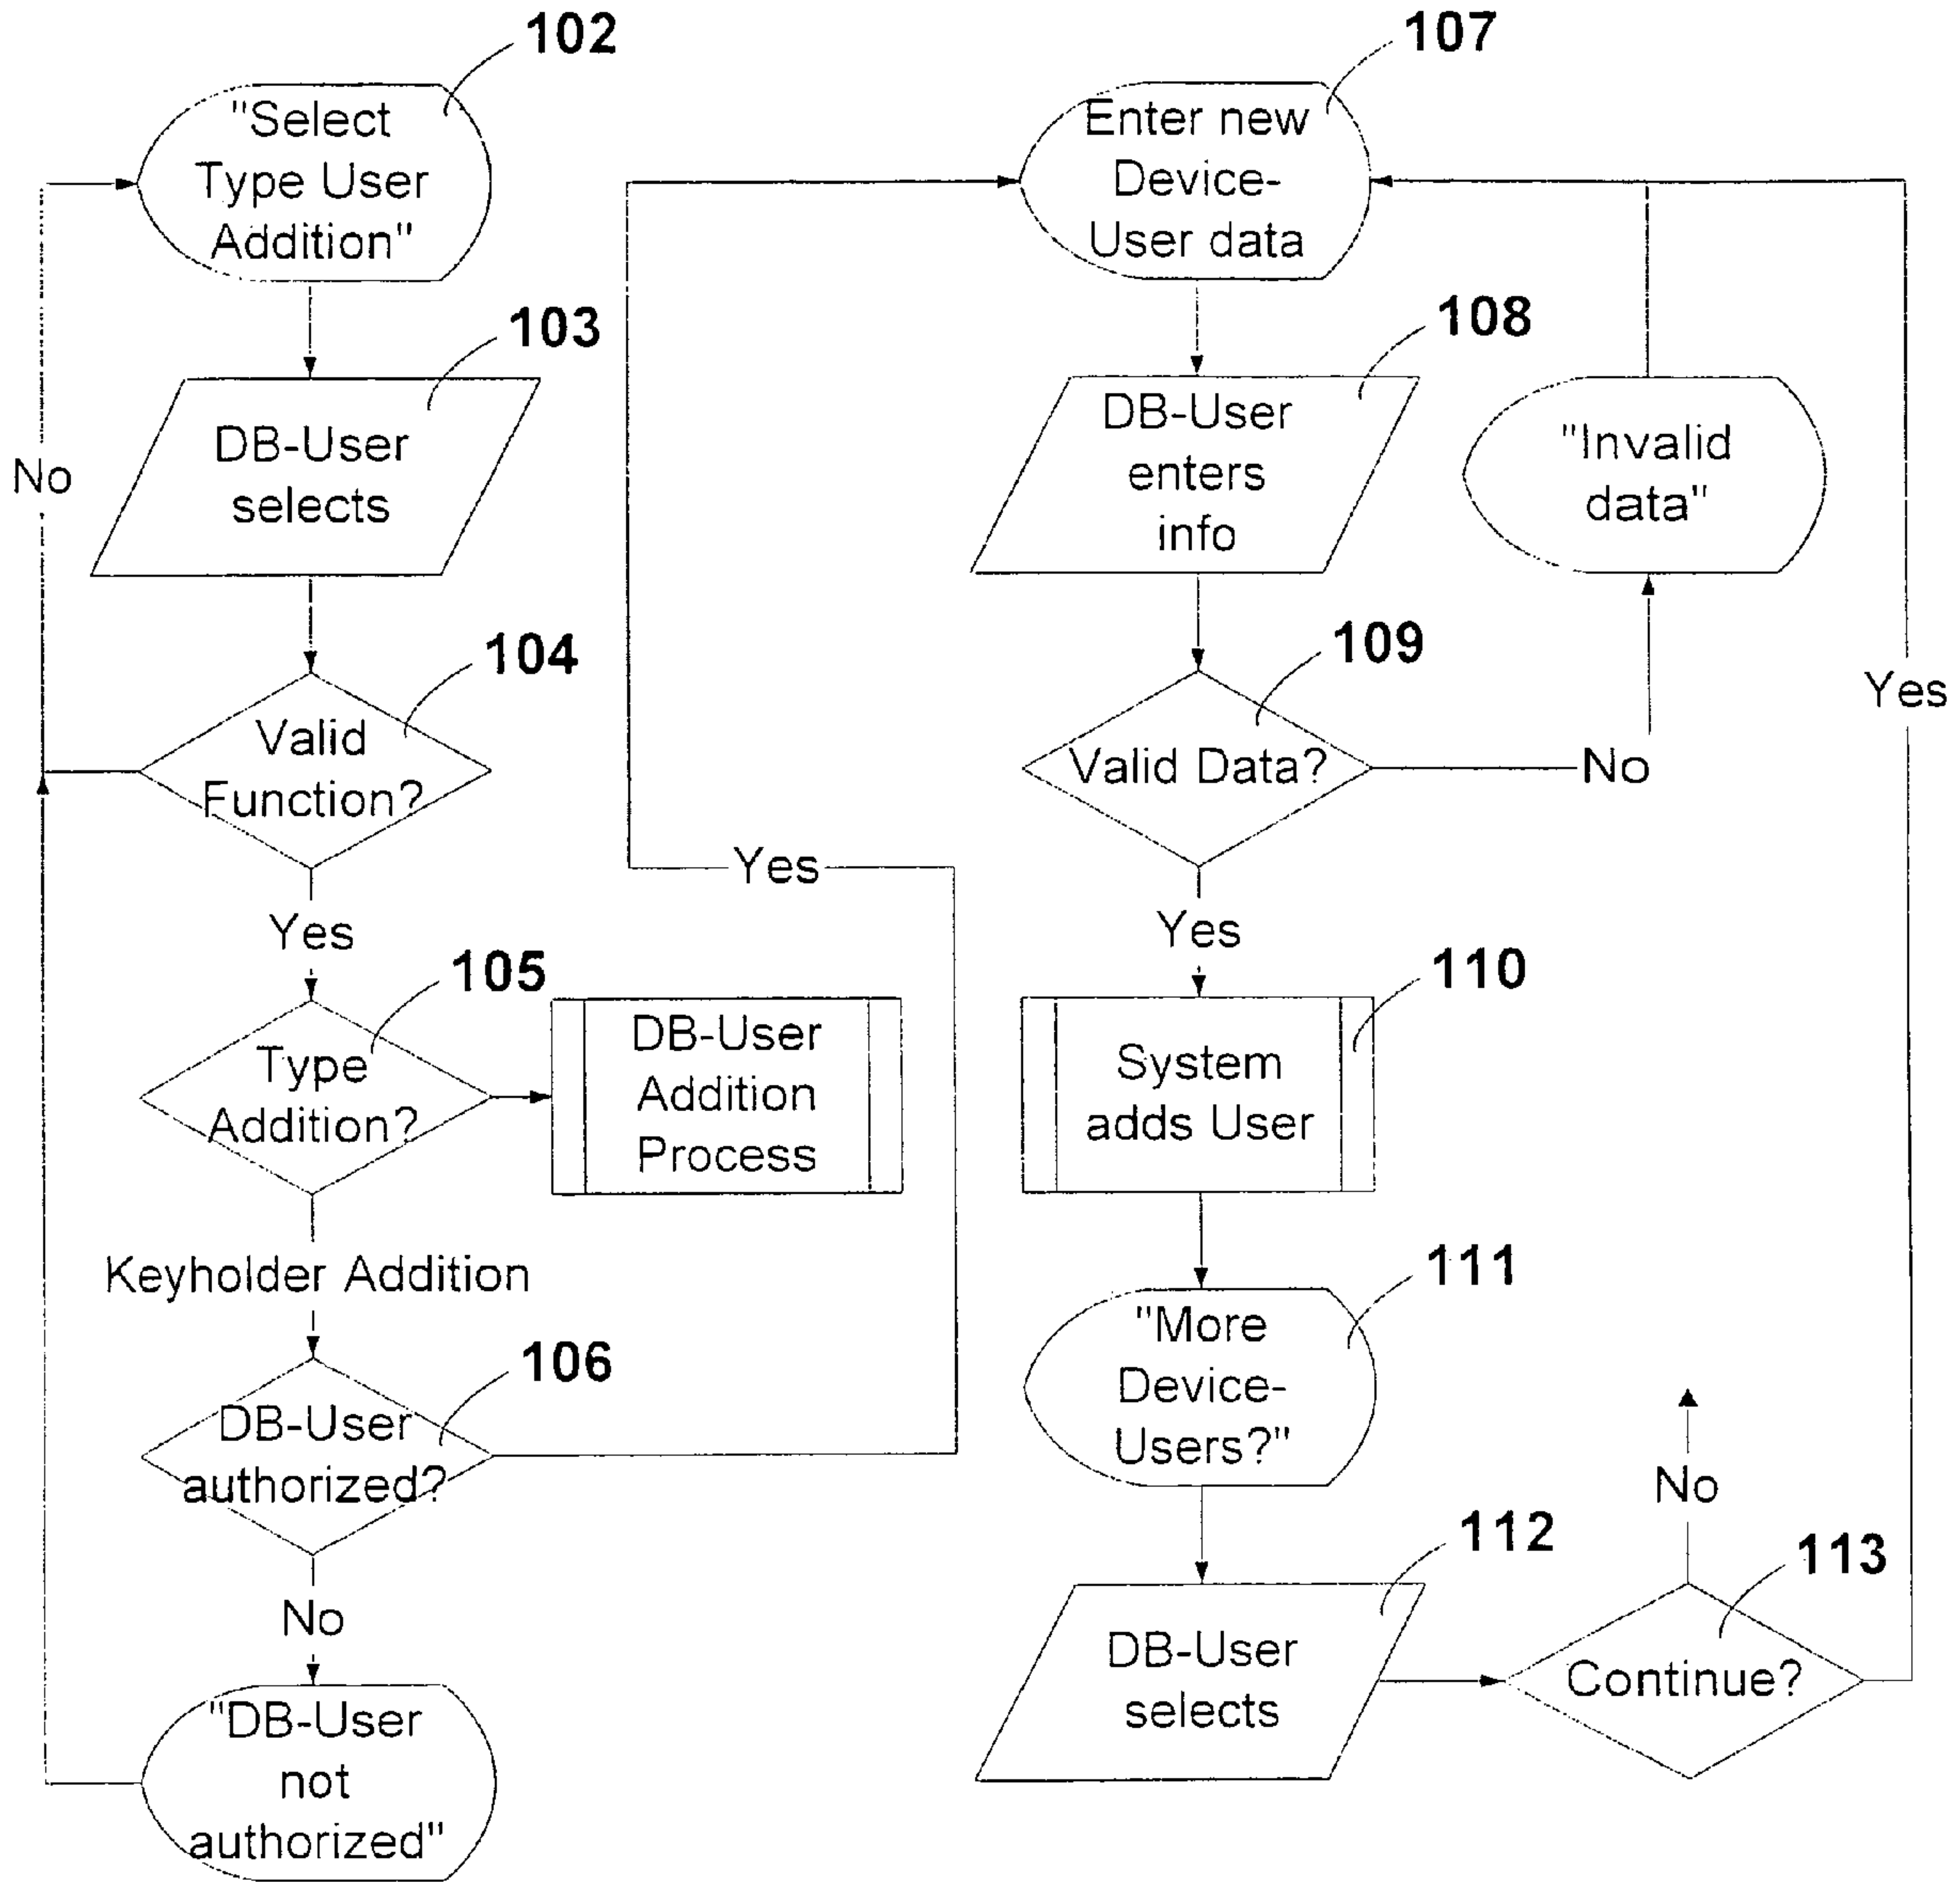 102
"Select
Type User
Addition"
103
DB-User
selects
No
104
Valid
Function?
Yes
105
Type
Addition?
DB-User
Addition
Process
Keyholder Addition
106
DB-User
authorized?
Yes
No
"DB-User
not
authorized"
107
Enter new
Device-
User data
108
DB-User
enters
info
"Invalid
data"
109
Valid Data?
No
Yes
Yes
110
System
adds User
111
"More
Device-
Users?"
112
DB-User
selects
No
113
Continue?